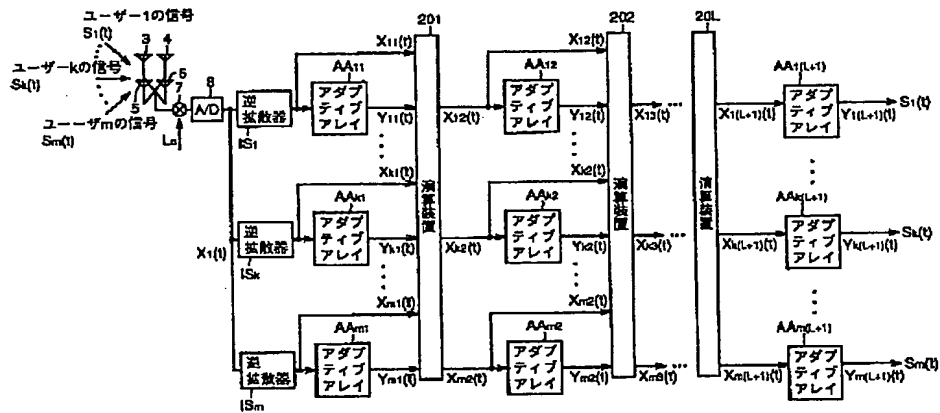 ユーザー1の信号
S1(t)
3 4
ユーザーkの信号
Sk(t)
5
6
7
8
A/D
ユーザmの信号
Sm(t)
X1(t)
逆
拡散器
IS1
逆
拡散器
ISk
逆
拡散器
ISm
X11(t)
AA11
アダプ
ティブ
アレイ
Y11(t)
Xk1(t)
AAk1
アダプ
ティブ
アレイ
Yk1(t)
Xm1(t)
AAm1
アダプ
ティブ
アレイ
Ym1(t)
201
演算装置
X12(t)
Xk2(t)
Xm2(t)
X12(t)
AA12
アダプ
ティブ
アレイ
Y12(t)
Xk2(t)
AAk2
アダプ
ティブ
アレイ
Yk2(t)
Xm2(t)
AAm2
アダプ
ティブ
アレイ
Ym2(t)
202
演算装置
X13(t)
Xk3(t)
Xm3(t)
20L
演算装置
X1(L+1)(t)
AA1(L+1)
アダプ
ティブ
アレイ
Y1(L+1)(t)
S1(t)
Xk(L+1)(t)
AAk(L+1)
アダプ
ティブ
アレイ
Yk(L+1)(t)
Sk(t)
Xm(L+1)(t)
AAm(L+1)
アダプ
ティブ
アレイ
Ym(L+1)(t)
Sm(t)